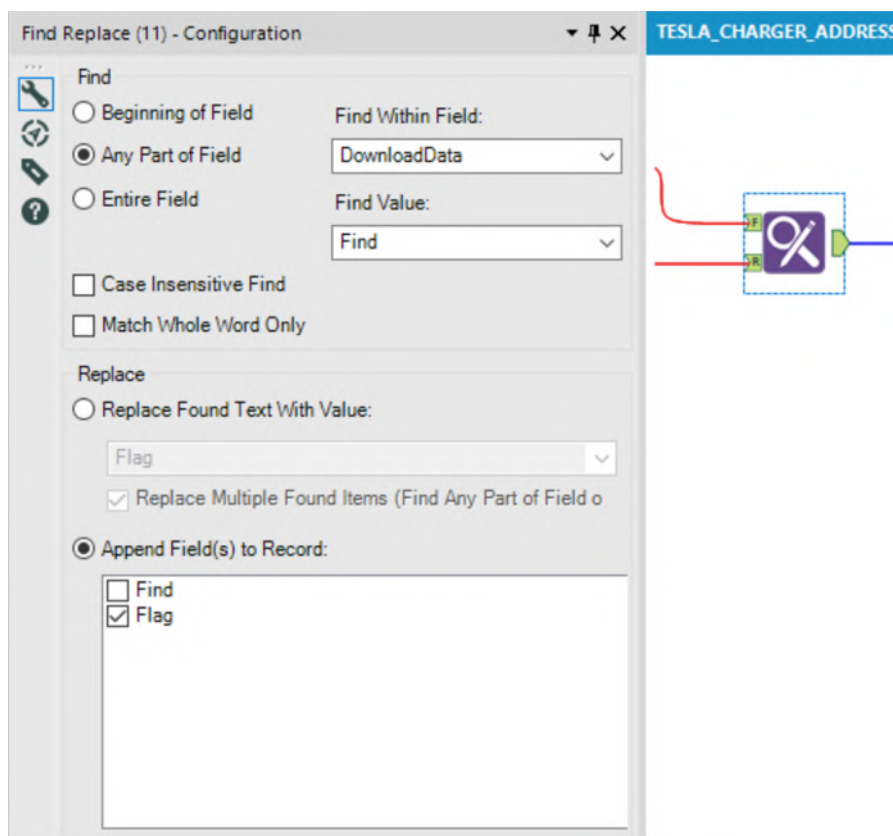 Find Replace (11) - Configuration
TESLA_CHARGER_ADDRESS
Find
Beginning of Field
Find Within Field:
Any Part of Field
DownloadData
Entire Field
Find Value:
Find
Case Insensitive Find
Match Whole Word Only
Replace
Replace Found Text With Value:
Flag
Replace Multiple Found Items (Find Any Part of Field o
Append Field(s) to Record:
Find
Flag
F
R